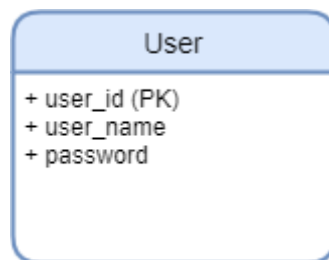 User
+ user_id (PK)
+ user_name
+ password